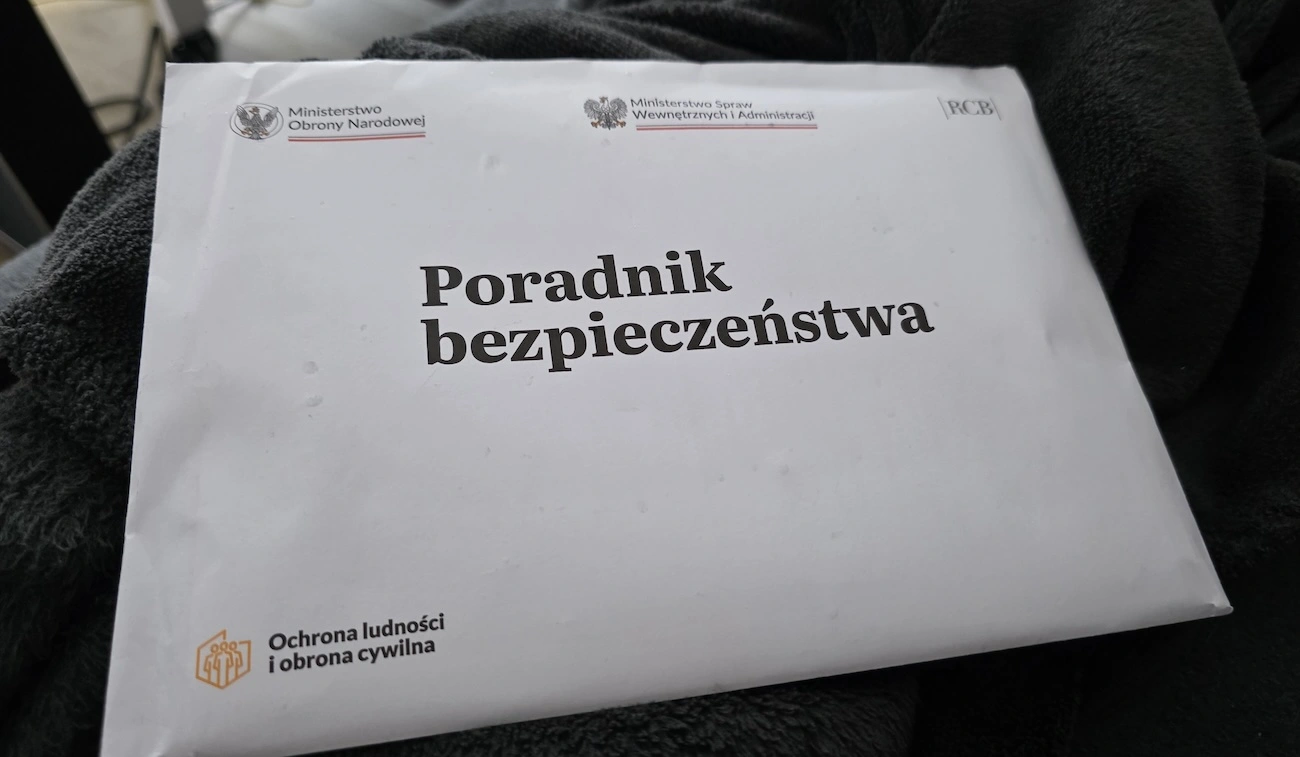 Ministerstwo
Obrony Narodowej
Ministerstwo Spraw
Wewnętrznych i Administracji
RCB
Poradnik
bezpieczeństwa
Ochrona ludności
i obrona cywilna